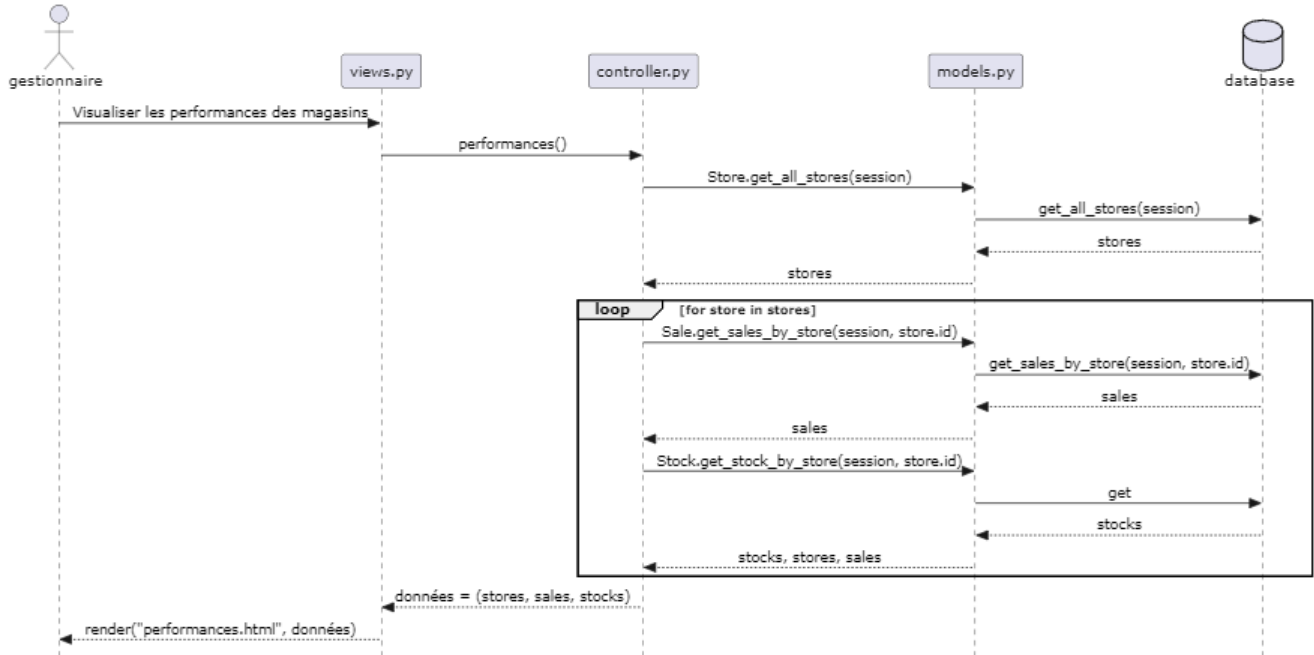 gestionnaire
views.py
controller.py
models.py
database
Visualiser les performances des magasins
performances()
Store.get_all_stores(session)
get_all_stores(session)
stores
stores
loop [for store in stores]
Sale.get_sales_by_store(session, store.id)
get_sales_by_store(session, store.id)
sales
sales
Stock.get_stock_by_store(session, store.id)
get
stocks
stocks, stores, sales
données = (stores, sales, stocks)
render("performances.html", données)